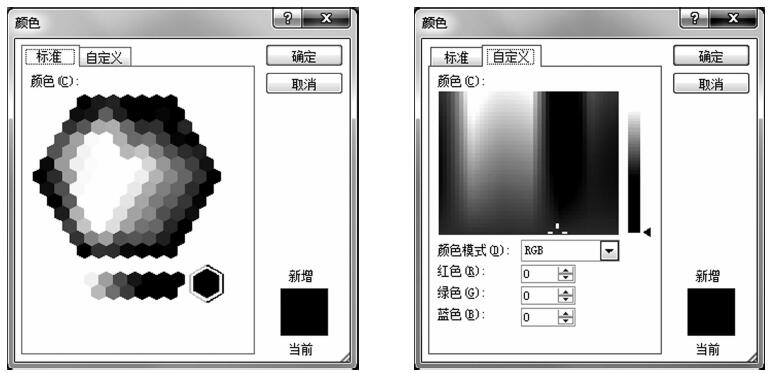 颜色
标准 自定义
确定
取消
颜色(C):
新增
当前
颜色
标准 自定义
确定
取消
颜色(C):
颜色模式(D): RGB
红色(R): 0
绿色(G): 0
蓝色(B): 0
新增
当前